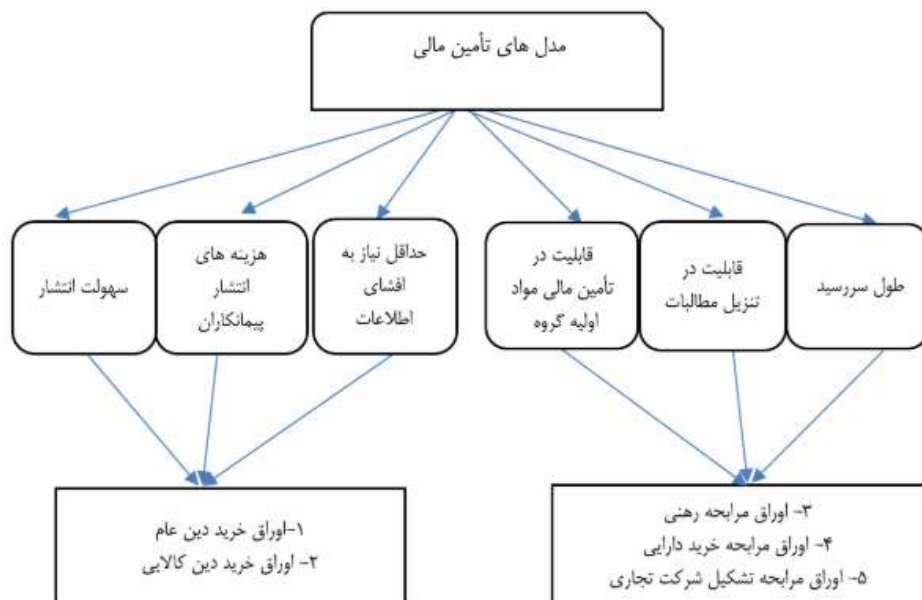 مدل های تأمین مالی
طول سررسید
قابلیت در
تنزیل مطالبات
قابلیت در
تأمین مالی مواد
اولیه گروه
حداقل نیاز به
افشای
اطلاعات
هزینه های
انتشار
پیمانکاران
سهولت انتشار
۳- اوراق مرابحه رهنی
۴- اوراق مرابحه خرید دارایی
۵- اوراق مرابحه تشکیل شرکت تجاری
۱-اوراق خرید دین عام
۲- اوراق خرید دین کالایی